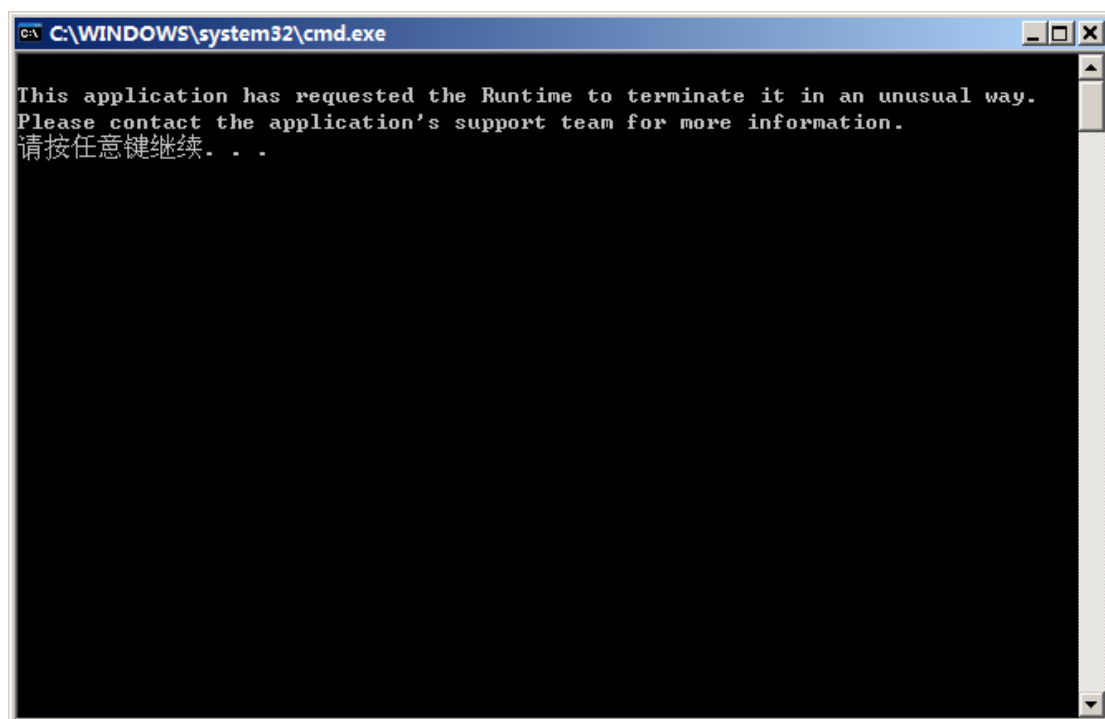 C:\WINDOWS\system32\cmd.exe
This application has requested the Runtime to terminate it in an unusual way.
Please contact the application's support team for more information.
请按任意键继续. . .